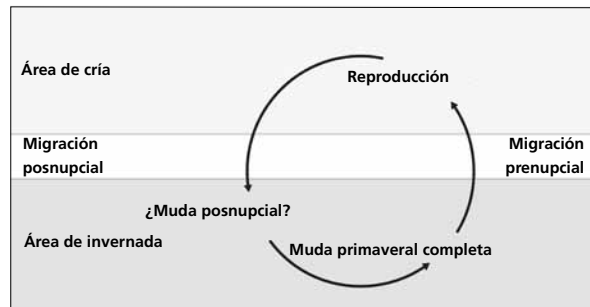 Área de cría
Reproducción
Migración
posnupcial
Migración
prenupcial
¿Muda posnupcial?
Área de invernada
Muda primaveral completa